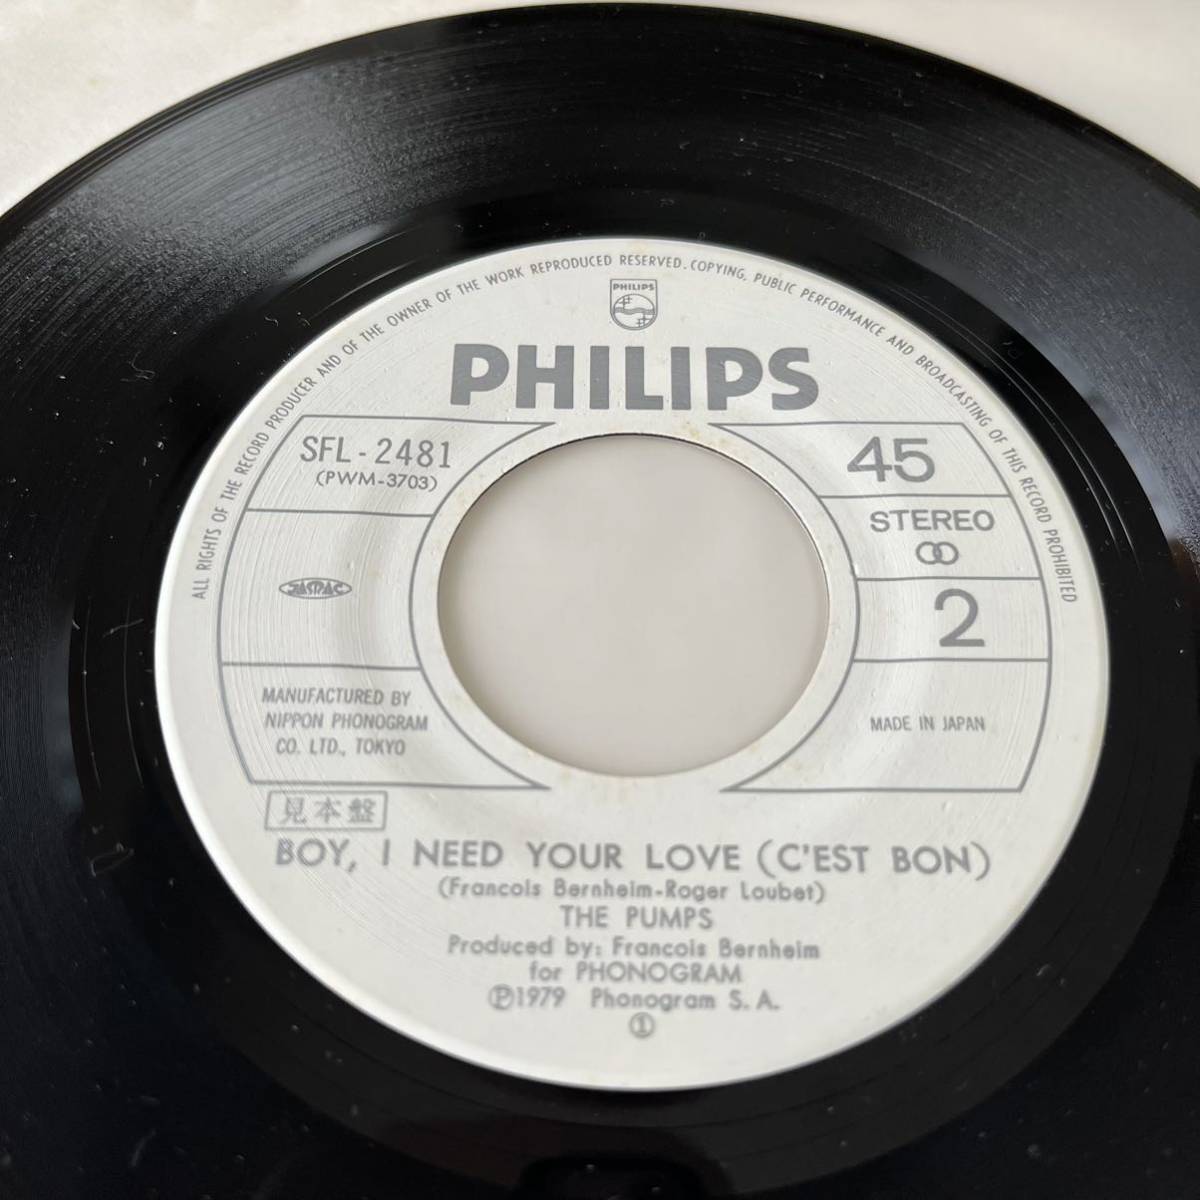 ALL RIGHTS OF THE RECORD PRODUCER AND OF THE OWNER OF THE WORK REPRODUCED RESERVED. COPYING, PUBLIC PERFORMANCE AND BROADCASTING OF THIS RECORD PROHIBITED
PHILIPS
PHILIPS
SFL-2481
(PWM-3703)
45
STEREO
2
JASRAC
MANUFACTURED BY
NIPPON PHONOGRAM
CO. LTD., TOKYO
MADE IN JAPAN
見本盤
BOY, I NEED YOUR LOVE (C'EST BON)
(Francois Bernheim-Roger Loubet)
THE PUMPS
Produced by: Francois Bernheim
for PHONOGRAM
Ⓟ1979 Phonogram S.A.
①